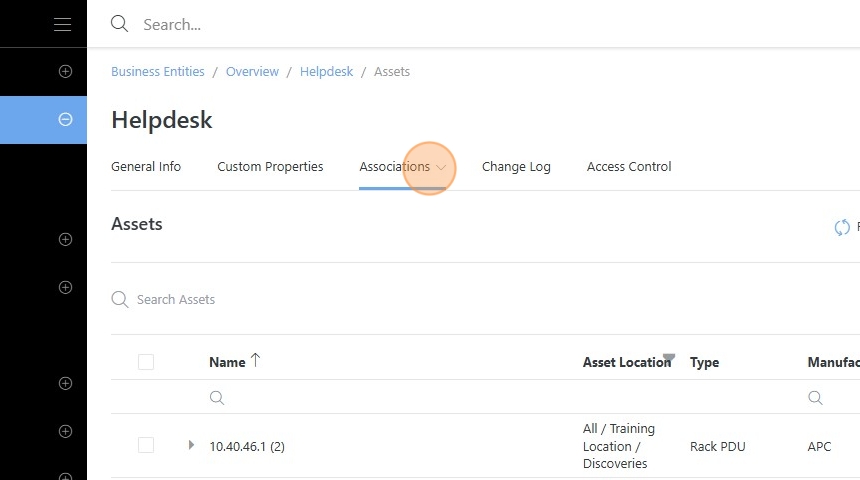 Search...
Business Entities / Overview / Helpdesk / Assets
Helpdesk
General Info Custom Properties Associations Change Log Access Control
Assets
Search Assets
Name Asset Location Type Manufac
10.40.46.1 (2) All / Training Rack PDU APC
Location /
Discoveries